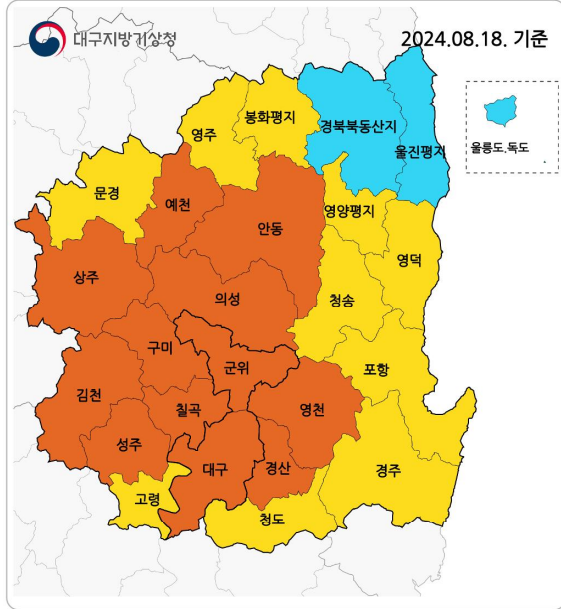 대구지방기상청
2024.08.18. 기준
봉화평지
영주
경북북동산지
울진평지
울릉도.독도
문경
예천
영양평지
안동
영덕
상주
의성
청송
구미
군위
포항
김천
칠곡
영천
성주
대구
경산
경주
고령
청도